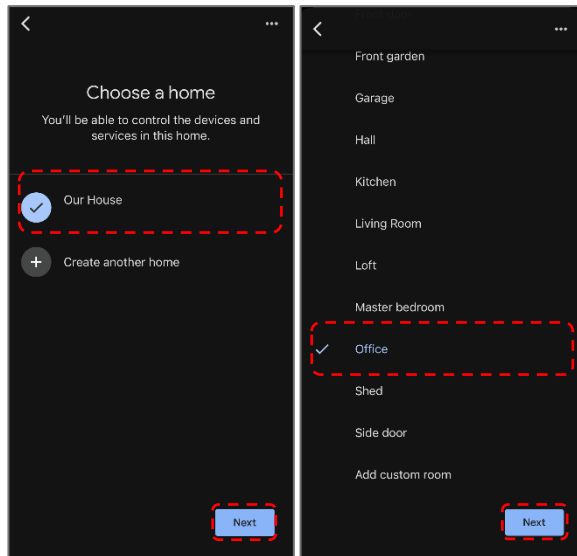 Choose a home
You'll be able to control the devices and
services in this home.
Our House
Create another home
Next
Front garden
Garage
Hall
Kitchen
Living Room
Loft
Master bedroom
Office
Shed
Side door
Add custom room
Next